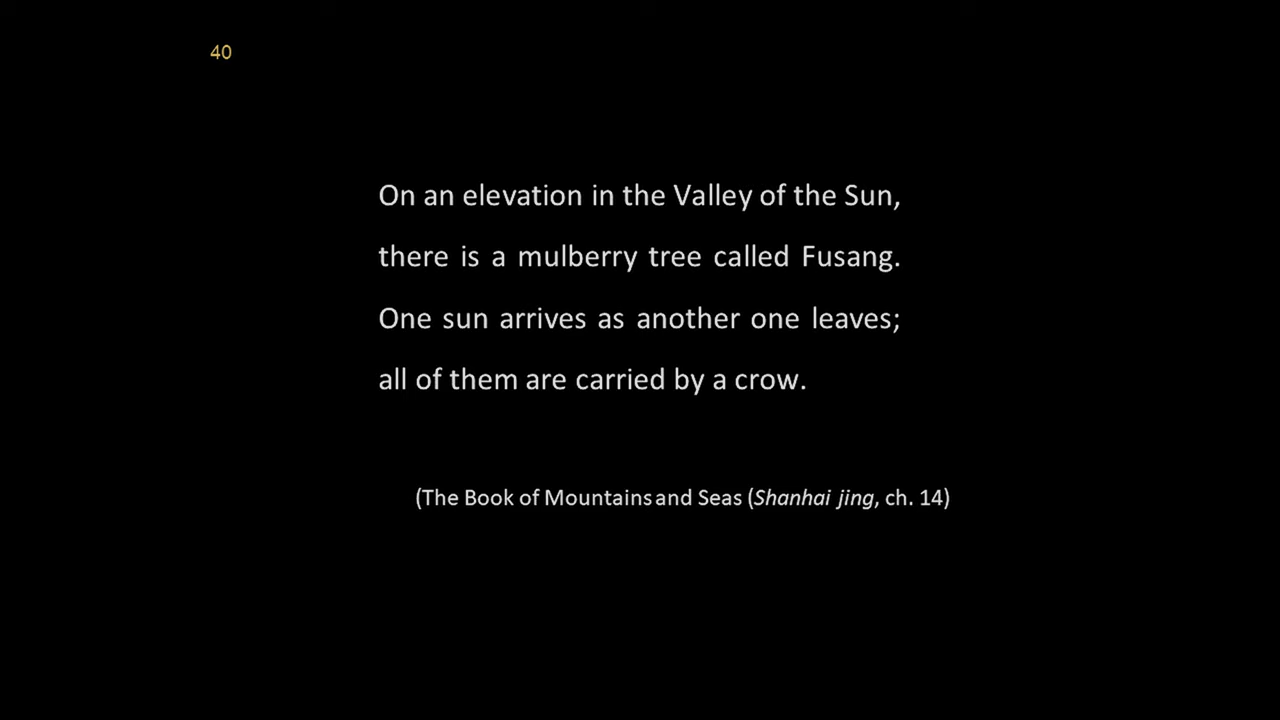 40
On an elevation in the Valley of the Sun,
there is a mulberry tree called Fusang.
One sun arrives as another one leaves;
all of them are carried by a crow.
(The Book of Mountains and Seas (Shanhai jing, ch. 14)